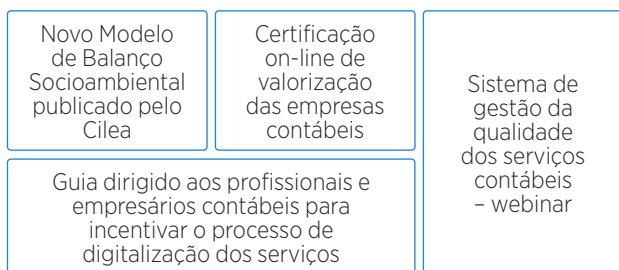 Novo Modelo
de Balanço
Socioambiental
publicado pelo
Cilea
Certificação
on-line de
valorização
das empresas
contábeis
Sistema de
gestão da
qualidade
dos serviços
contábeis
– webinar
Guia dirigido aos profissionais e
empresários contábeis para
incentivar o processo de
digitalização dos serviços